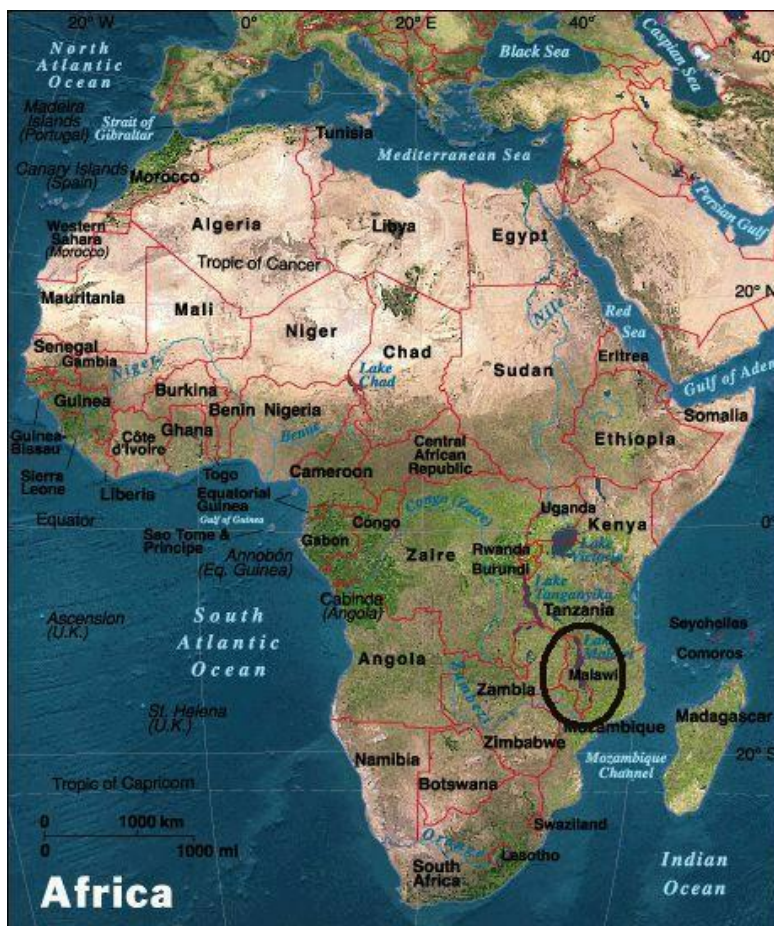 20° W
0°
20° E
40°
North
Atlantic
Ocean
Black Sea
Caspian Sea
40°
Madeira
Islands
(Portugal)
Strait of
Gibraltar
Tunisia
Mediterranean Sea
Canary Islands
(Spain)
Morocco
Persian Gulf
Algeria
Libya
Egypt
Western
Sahara
(Morocco)
Tropic of Cancer
Mauritania
Mali
Niger
Chad
Sudan
Nile
Red
Sea
20° N
Senegal
Gambia
Niger
Lake
Chad
Eritrea
Gulf of Aden
Guinea
Burkina
Benin
Nigeria
Somalia
Guinea-
Bissau
Côte
d'Ivoire
Ghana
Benue
Central
African
Republic
Ethiopia
Sierra
Leone
Liberia
Togo
Cameroon
Equatorial
Guinea
Gulf of Guinea
Congo (Zaire)
Uganda
Kenya
Equator
0°
Sao Tome &
Principe
Gabon
Congo
Zaire
Rwanda
Burundi
Lake
Victoria
Annobón
(Eq. Guinea)
Lake
Tanganyika
Cabinda
(Angola)
Tanzania
Ascension
(U.K.)
South
Atlantic
Ocean
Seychelles
Comoros
Angola
Lake
Malawi
Malawi
Zambia
Zambezi
St. Helena
(U.K.)
Mozambique
Madagascar
Zimbabwe
Namibia
Mozambique
Channel
20° S
Tropic of Capricorn
Botswana
0
1000 km
0
1000 mi
Swaziland
Orange
Lesotho
South
Africa
Indian
Ocean
Africa